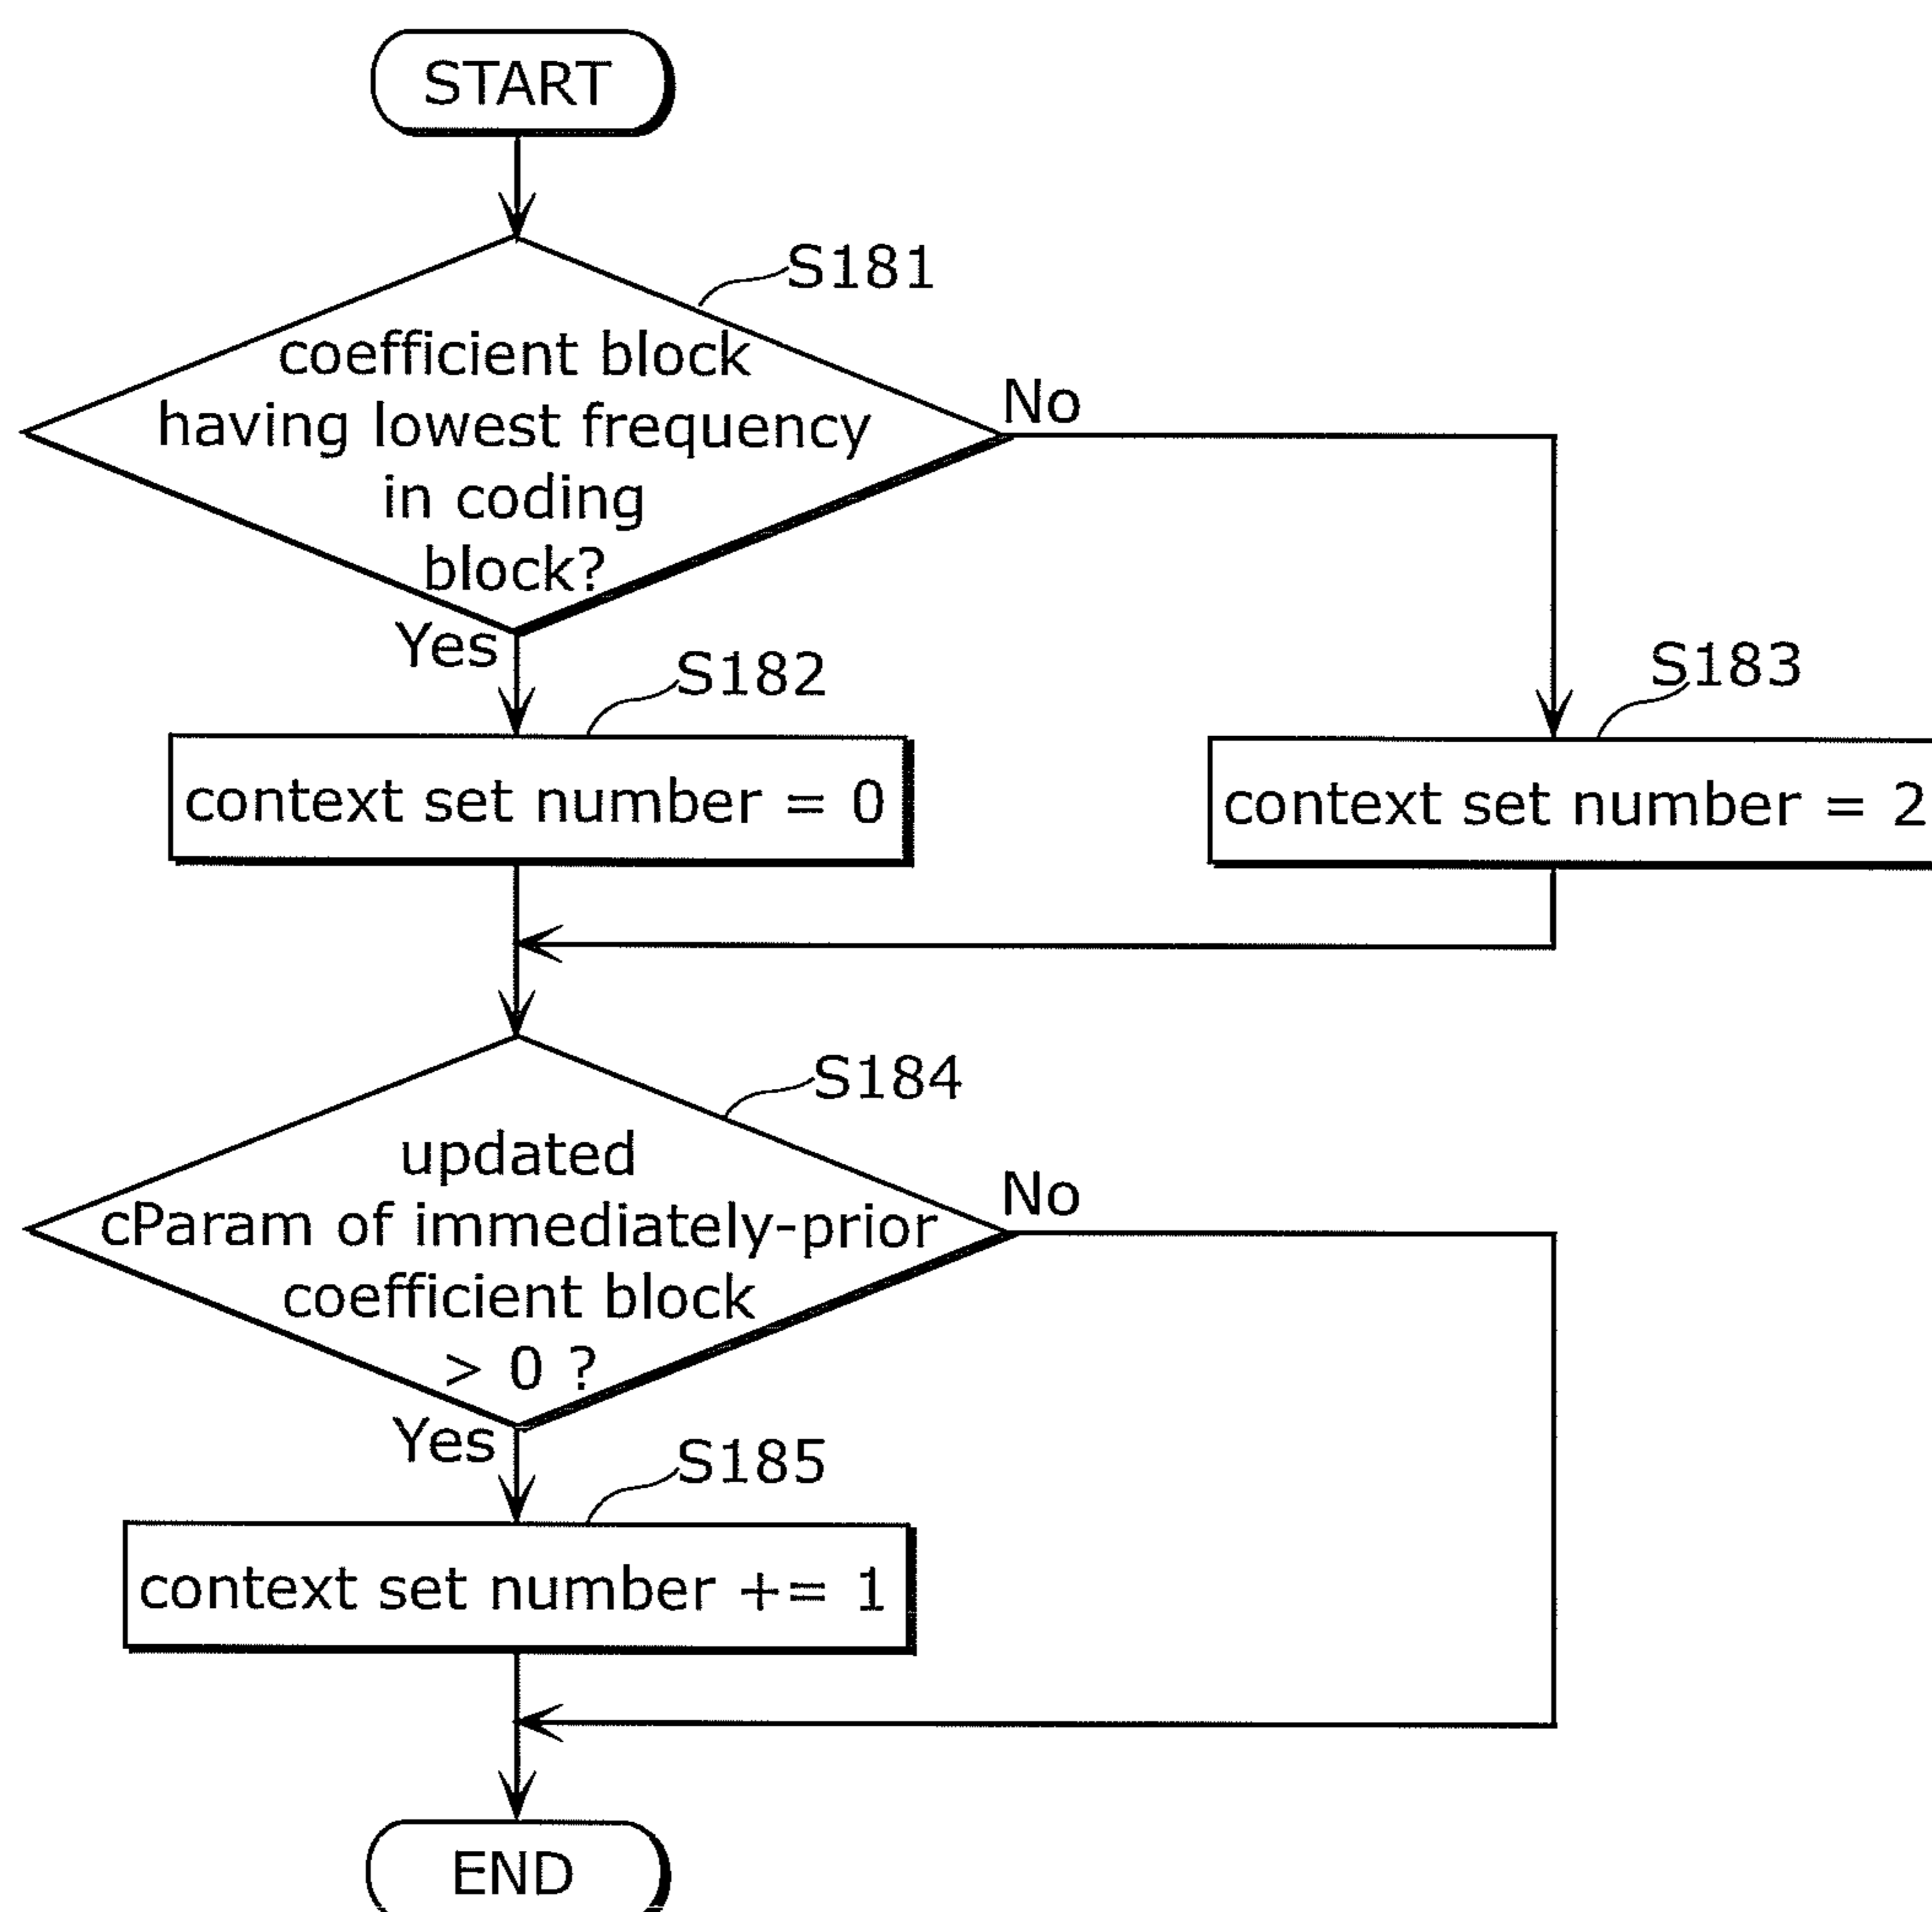 START
S181
coefficient block
having lowest frequency
in coding
block?
No
Yes
S182
S183
context set number = 0
context set number = 2
S184
updated
cParam of immediately-prior
coefficient block
> 0 ?
No
Yes
S185
context set number += 1
END